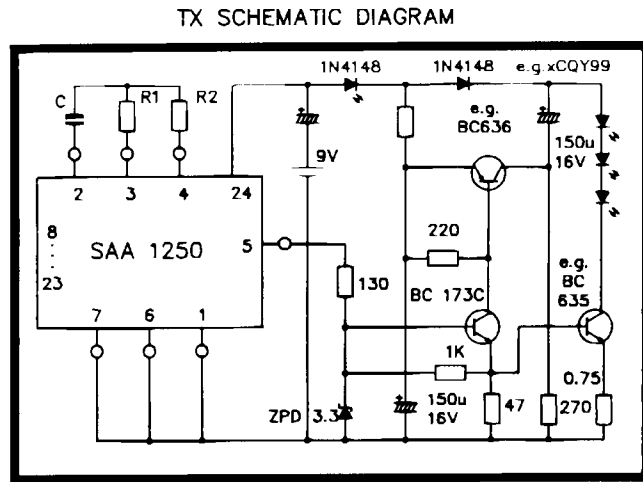 TX SCHEMATIC DIAGRAM
1N4148
1N4148
e.g.xCQY99
C
R1
R2
e.g.
BC636
150u
16V
9V
2
3
4
24
8
23
SAA 1250
5
220
130
BC 173C
e.g.
BC
635
7
6
1
1K
ZPD 3.3
150u
16V
47
270
0.75